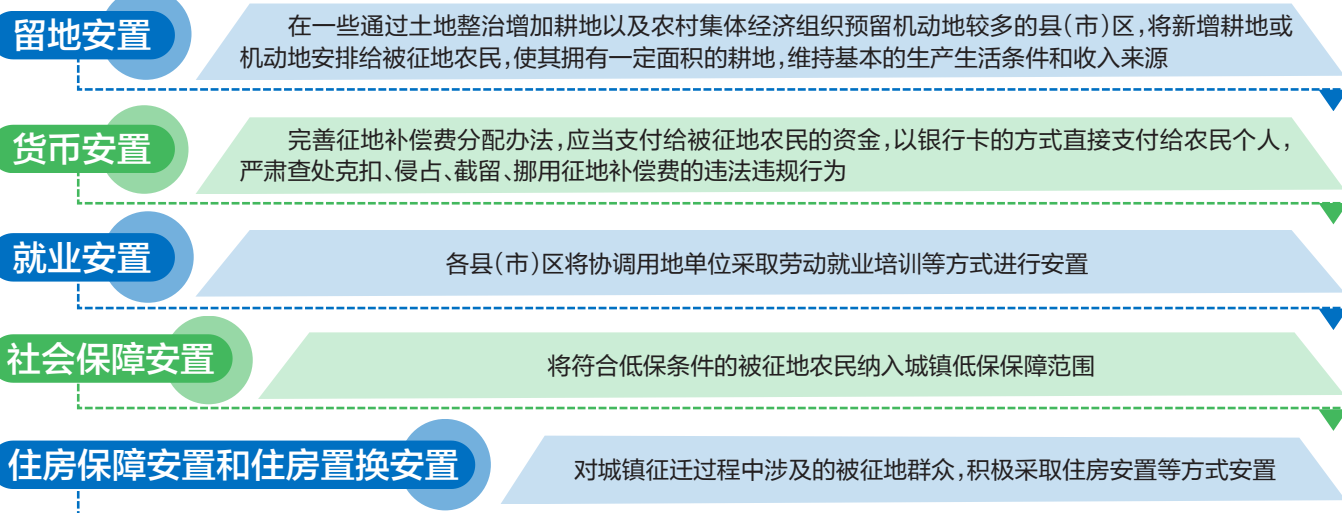 留地安置
在一些通过土地整治增加耕地以及农村集体经济组织预留机动地较多的县(市)区,将新增耕地或
机动地安排给被征地农民,使其拥有一定面积的耕地,维持基本的生产生活条件和收入来源
货币安置
完善征地补偿费分配办法,应当支付给被征地农民的资金,以银行卡的方式直接支付给农民个人,
严肃查处克扣、侵占、截留、挪用征地补偿费的违法违规行为
就业安置
各县(市)区将协调用地单位采取劳动就业培训等方式进行安置
社会保障安置
将符合低保条件的被征地农民纳入城镇低保保障范围
住房保障安置和住房置换安置
对城镇征迁过程中涉及的被征地群众,积极采取住房安置等方式安置